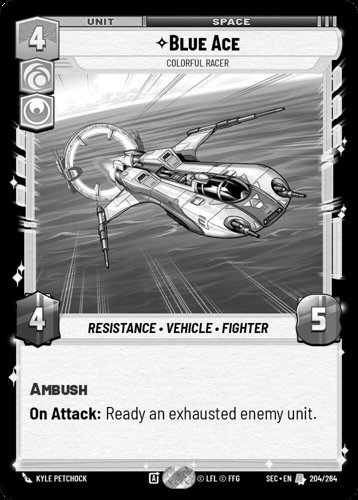 UNIT
SPACE
4
✧BLUE ACE
COLORFUL RACER
4
5
RESISTANCE • VEHICLE • FIGHTER
AMBUSH
On Attack: Ready an exhausted enemy unit.
KYLE PETCHOCK
A
© LFL © FFG
SEC • EN
R
204/264